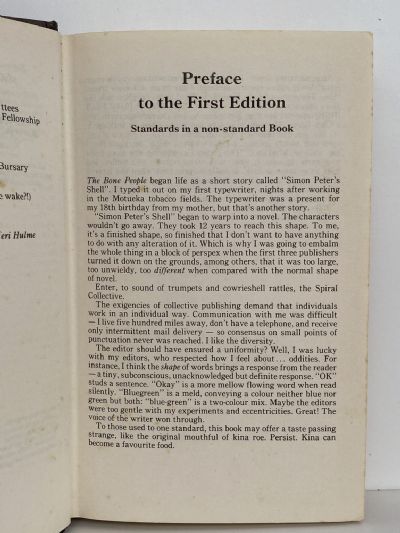 ttees
Fellowship
Bursary
e wake?!)
Keri Hulme
Preface
to the First Edition
Standards in a non-standard Book
The Bone People began life as a short story called "Simon Peter's
Shell". I typed it out on my first typewriter, nights after working
in the Motueka tobacco fields. The typewriter was a present for
my 18th birthday from my mother, but that's another story.
"Simon Peter's Shell" began to warp into a novel. The characters
wouldn't go away. They took 12 years to reach this shape. To me,
it's a finished shape, so finished that I don't want to have anything
to do with any alteration of it. Which is why I was going to embalm
the whole thing in a block of perspex when the first three publishers
turned it down on the grounds, among others, that it was too large,
too unwieldy, too different when compared with the normal shape
of novel.
Enter, to sound of trumpets and cowrieshell rattles, the Spiral
Collective.
The exigencies of collective publishing demand that individuals
work in an individual way. Communication with me was difficult
— I live five hundred miles away, don't have a telephone, and receive
only intermittent mail delivery — so consensus on small points of
punctuation never was reached. I like the diversity.
The editor should have ensured a uniformity? Well, I was lucky
with my editors, who respected how I feel about ... oddities. For
instance, I think the shape of words brings a response from the reader
— a tiny, subconscious, unacknowledged but definite response. "OK"
studs a sentence. "Okay" is a more mellow flowing word when read
silently. "Bluegreen" is a meld, conveying a colour neither blue nor
green but both: "blue-green" is a two-colour mix. Maybe the editors
were too gentle with my experiments and eccentricities. Great! The
voice of the writer won through.
To those used to one standard, this book may offer a taste passing
strange, like the original mouthful of kina roe. Persist. Kina can
become a favourite food.